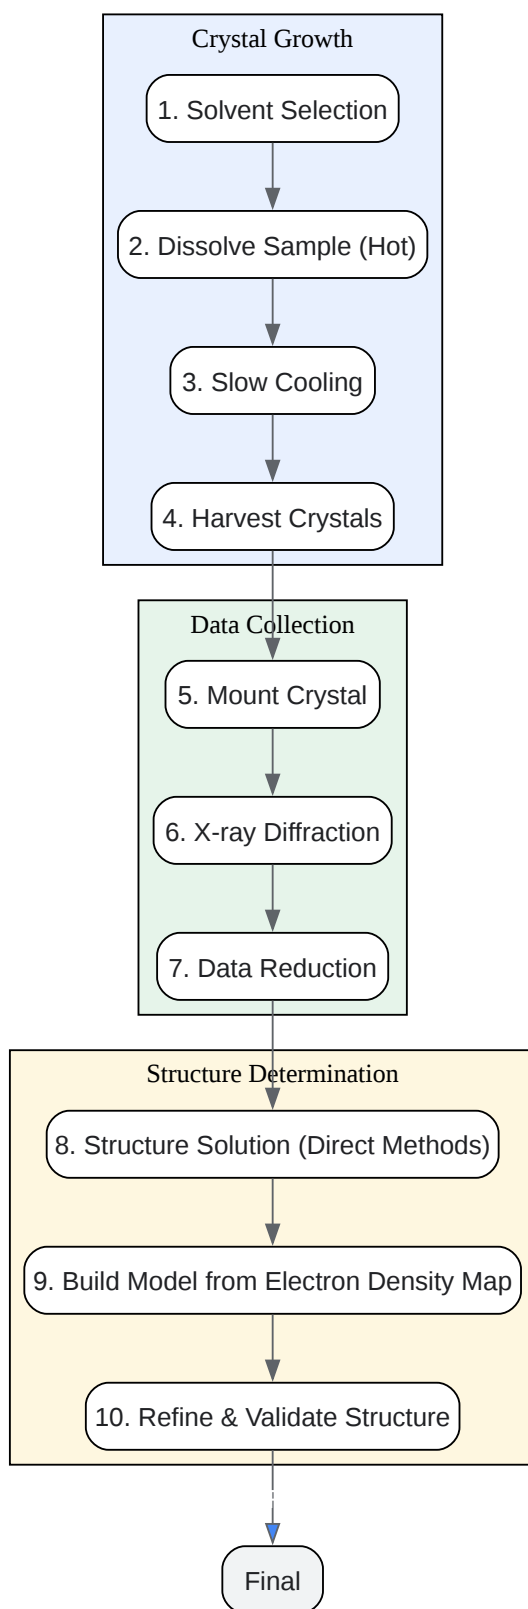 Crystal Growth
1. Solvent Selection
2. Dissolve Sample (Hot)
3. Slow Cooling
4. Harvest Crystals
Data Collection
5. Mount Crystal
6. X-ray Diffraction
7. Data Reduction
Structure Determination
8. Structure Solution (Direct Methods)
9. Build Model from Electron Density Map
10. Refine & Validate Structure
Final